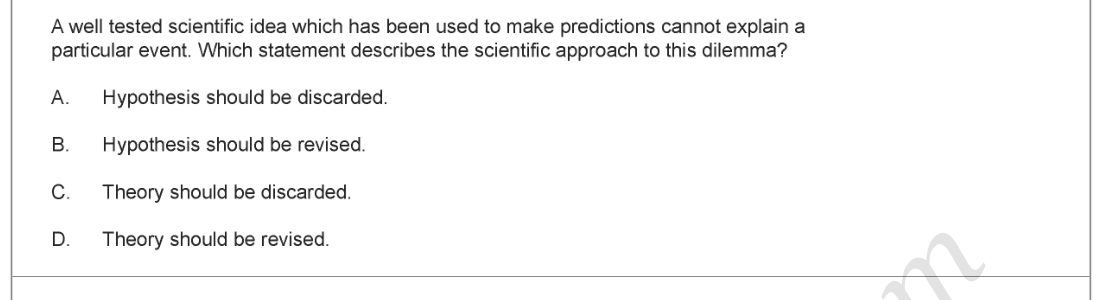 A well tested scientific idea which has been used to make predictions cannot explain a
particular event. Which statement describes the scientific approach to this dilemma?
A. Hypothesis should be discarded.
B. Hypothesis should be revised.
C. Theory should be discarded.
D. Theory should be revised.
m